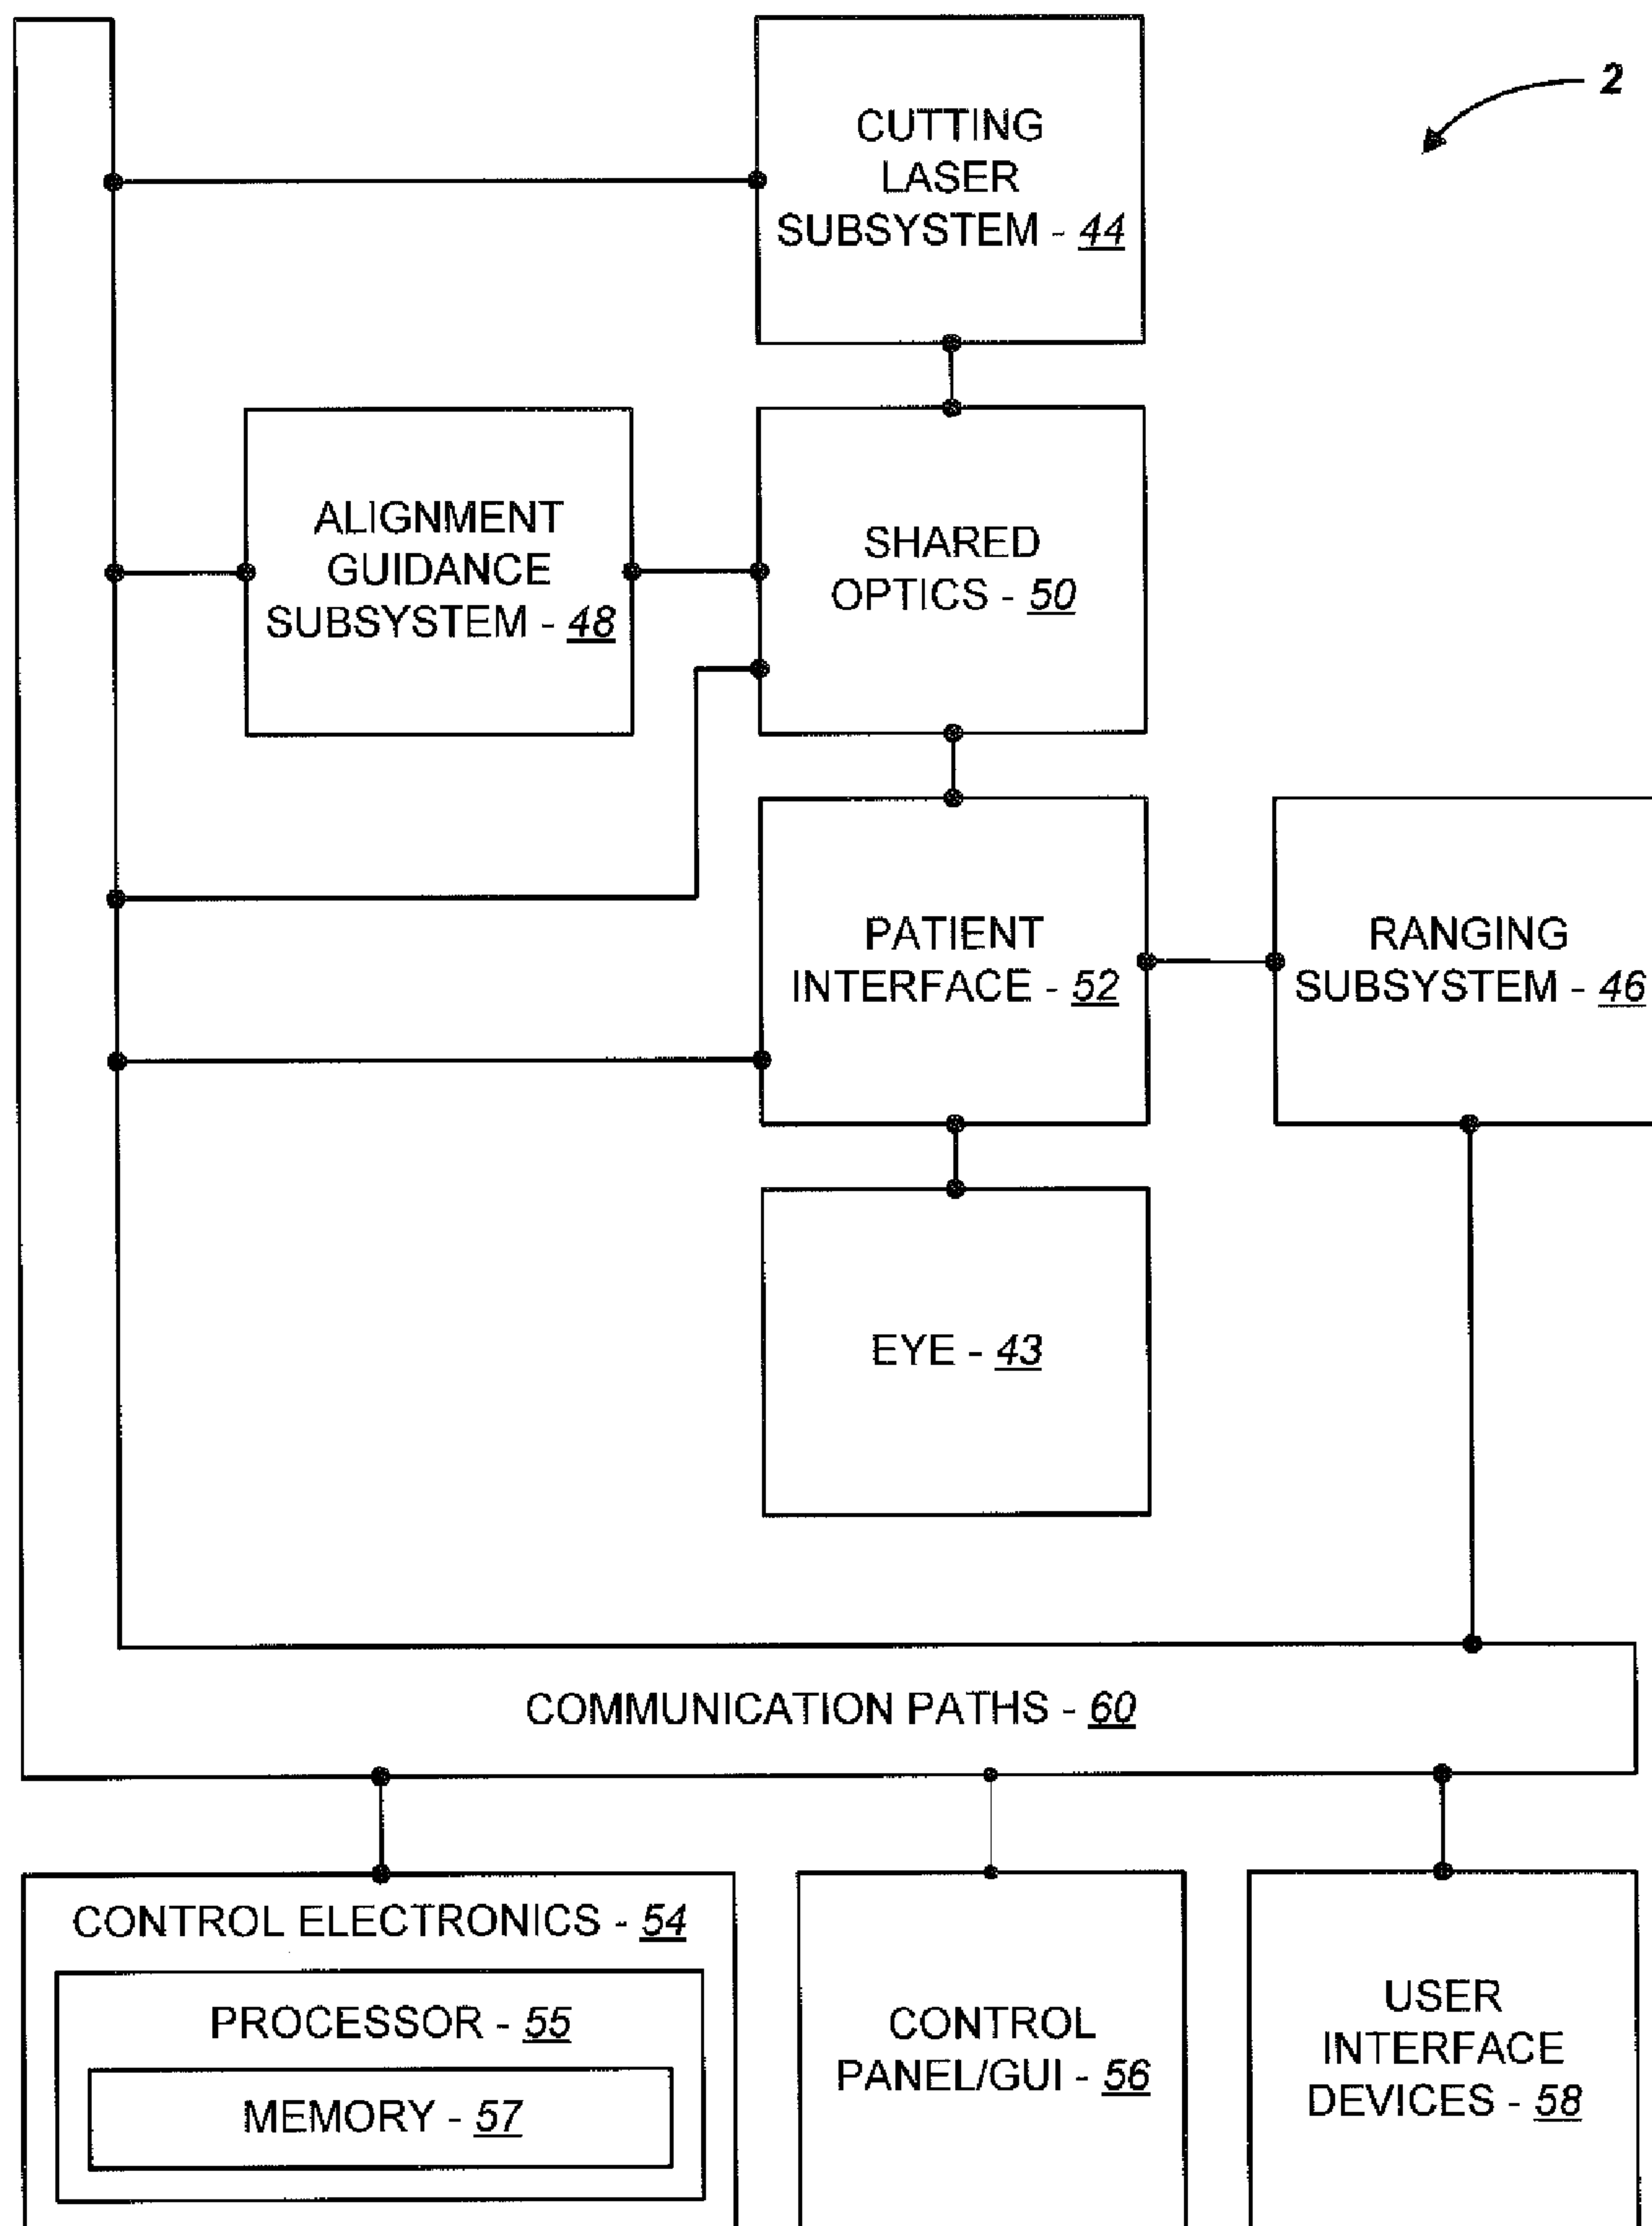 2
CUTTING
LASER
SUBSYSTEM - 44
ALIGNMENT
GUIDANCE
SUBSYSTEM - 48
SHARED
OPTICS - 50
PATIENT
INTERFACE - 52
RANGING
SUBSYSTEM - 46
EYE - 43
COMMUNICATION PATHS - 60
CONTROL ELECTRONICS - 54
PROCESSOR - 55
MEMORY - 57
CONTROL
PANEL/GUI - 56
USER
INTERFACE
DEVICES - 58